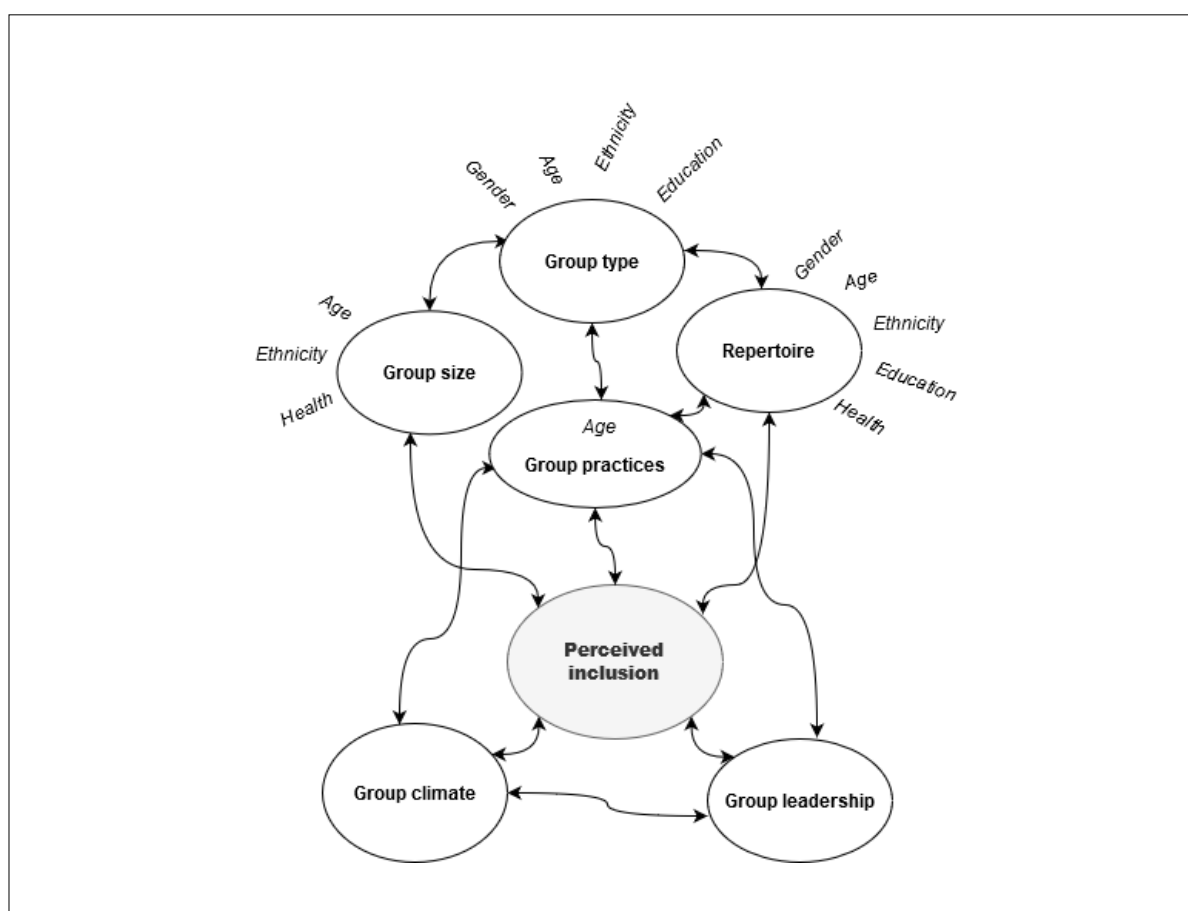 Gender
Age
Ethnicity
Education
Group type
Gender
Age
Ethnicity
Education
Health
Repertoire
Age
Ethnicity
Health
Group size
Age
Group practices
Perceived
inclusion
Group climate
Group leadership